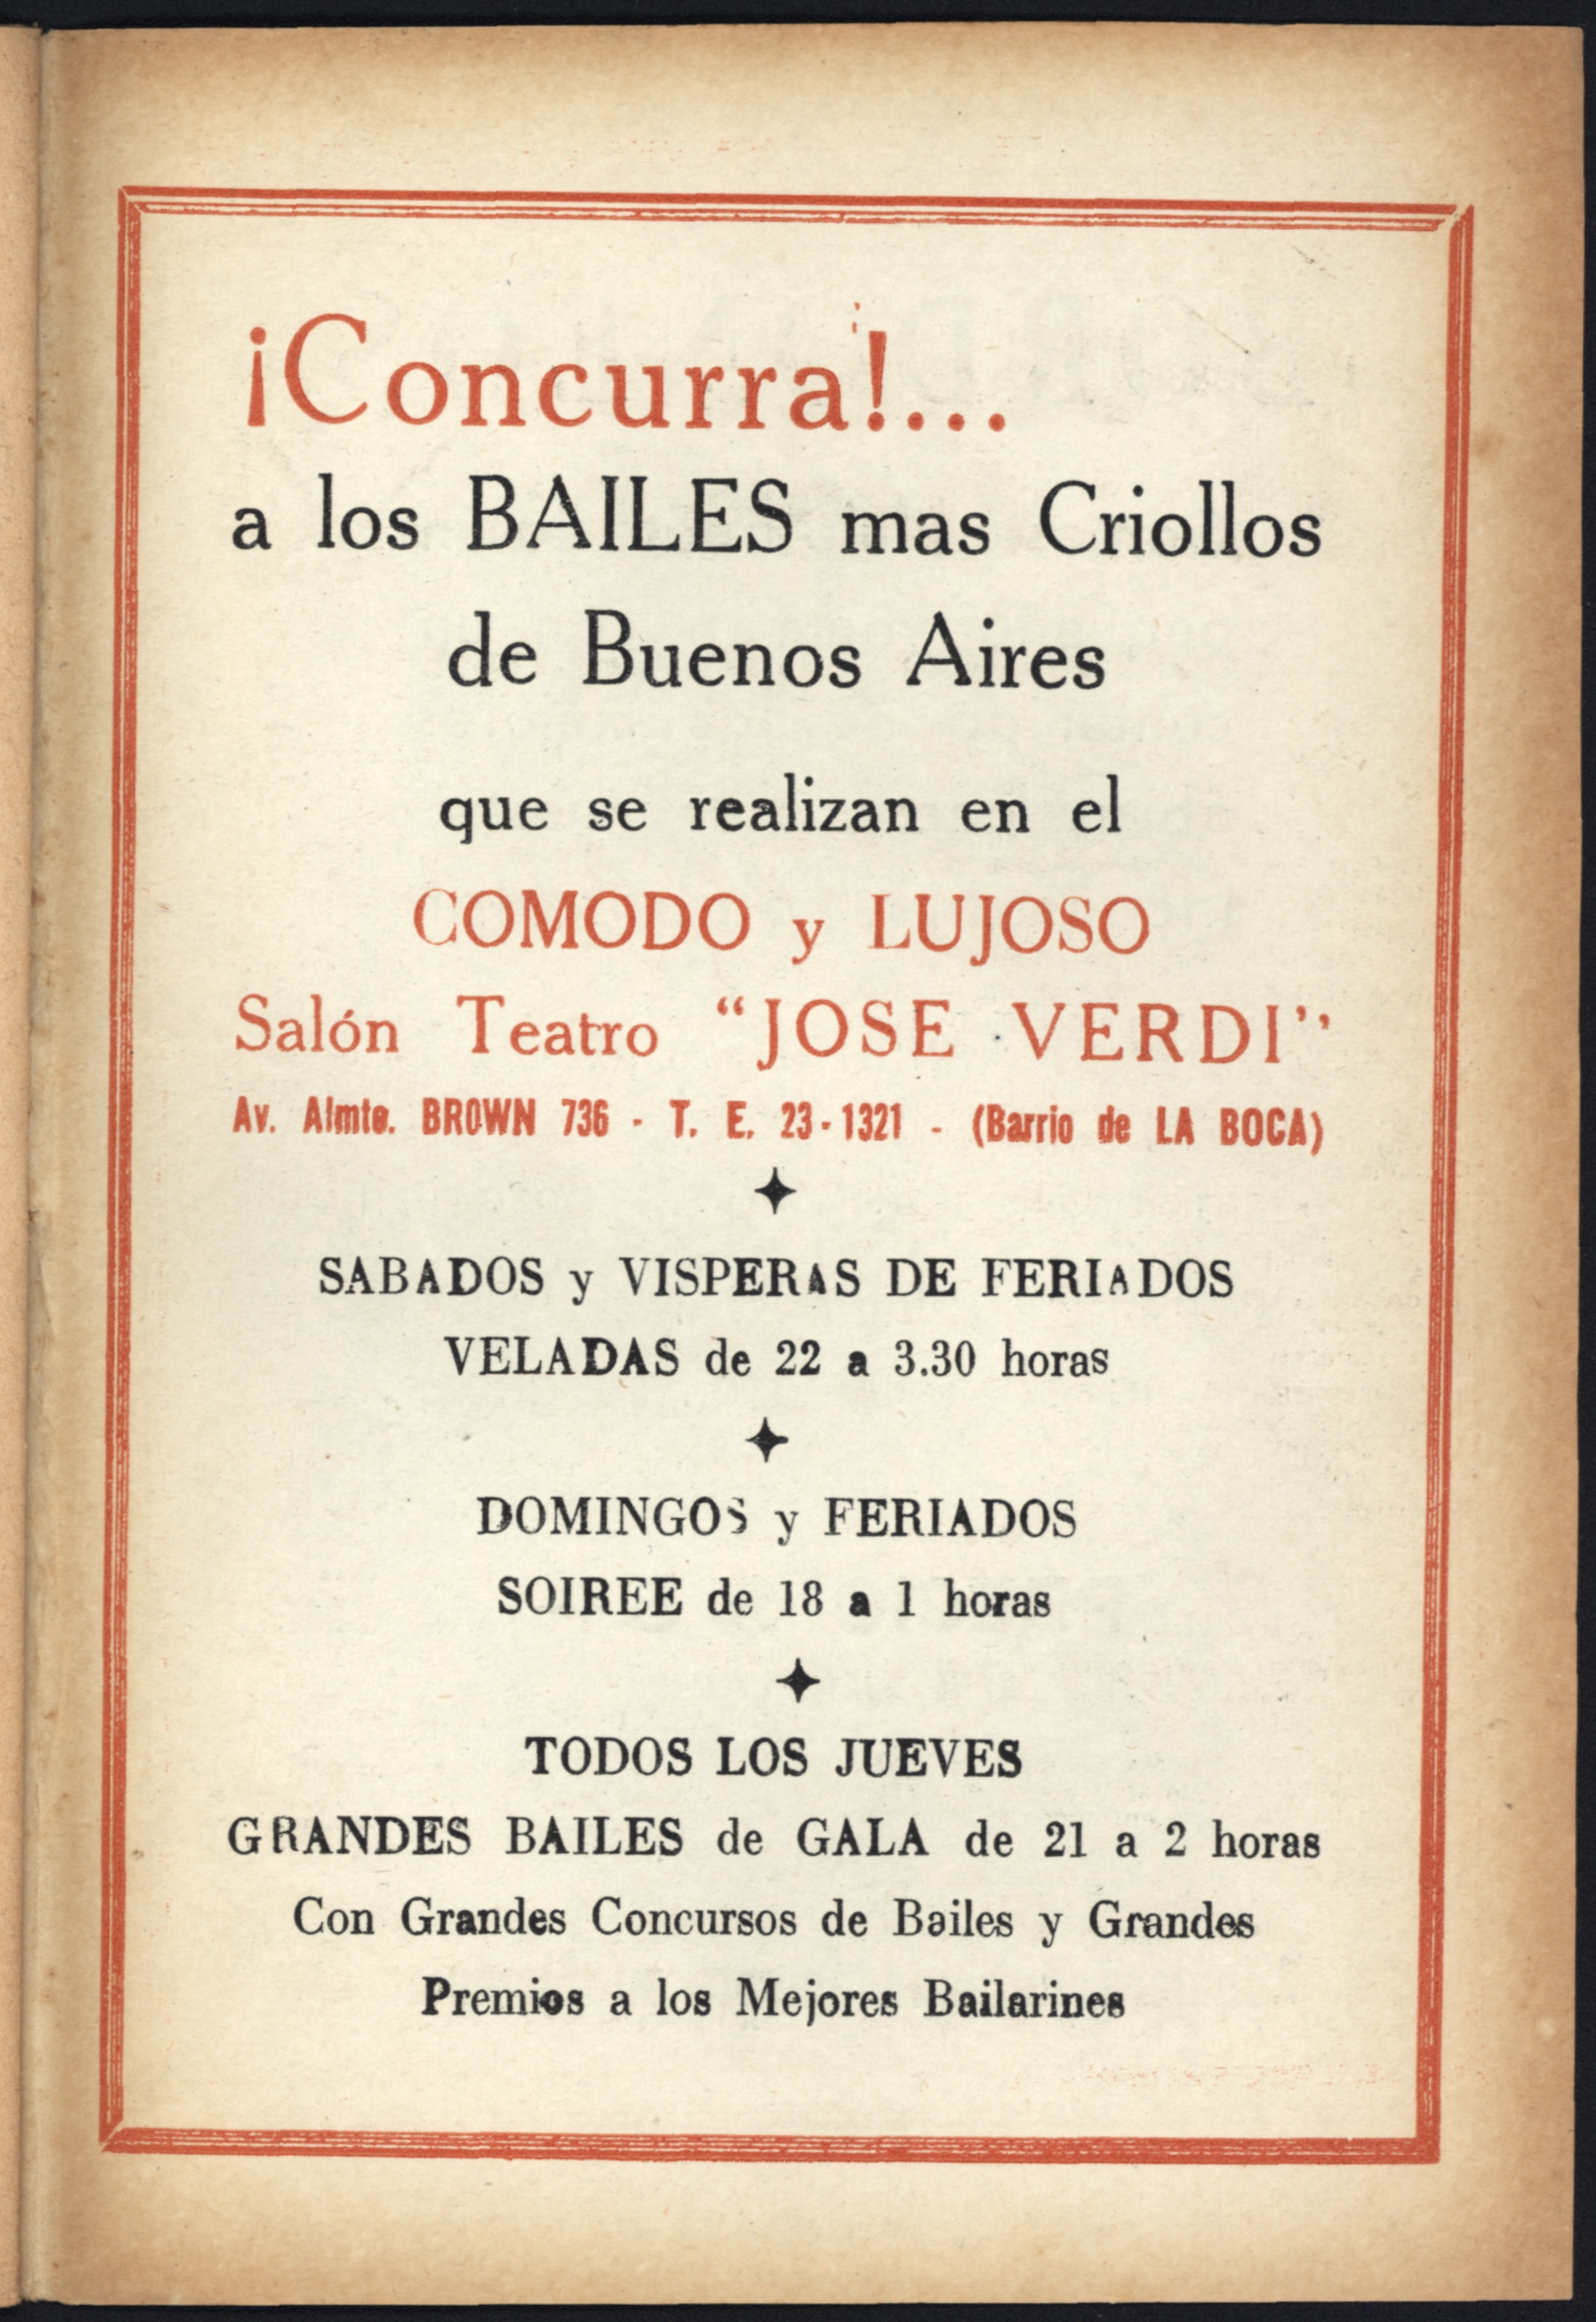 ¡Concurra!...
a los BAILES mas Criollos
de Buenos Aires
que se realizan en el
COMODO y LUJOSO
Salón Teatro “JOSE VERDI”
Av. Almte. BROWN 736 - T. E. 23-1321 - (Barrio de LA BOCA)
SABADOS y VISPERAS DE FERIADOS
VELADAS de 22 a 3.30 horas
DOMINGOS y FERIADOS
SOIREE de 18 a 1 horas
TODOS LOS JUEVES
GRANDES BAILES de GALA de 21 a 2 horas
Con Grandes Concursos de Bailes y Grandes
Premios a los Mejores Bailarines